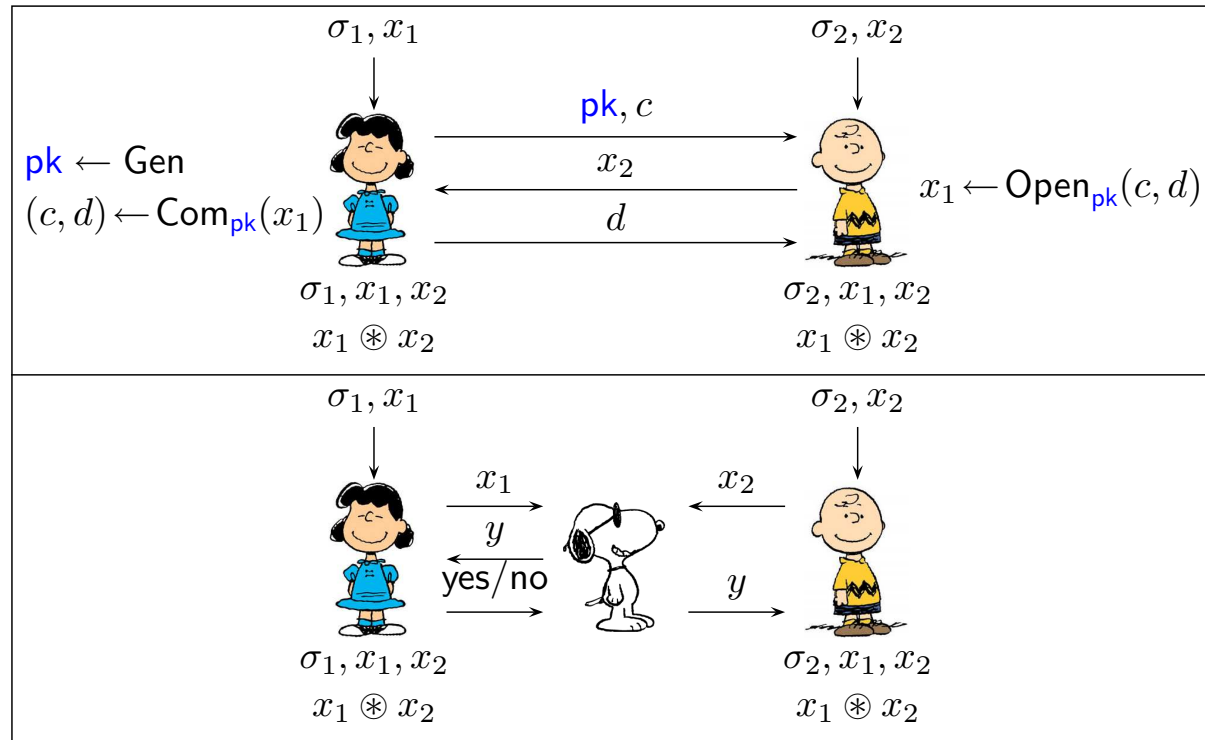 σ₁, x₁ σ₂, x₂
pk, c
pk ← Gen x₂ x₁ ← Openₚₖ(c, d)
(c, d) ← Comₚₖ(x₁) d
σ₁, x₁, x₂ σ₂, x₁, x₂
x₁ ⊛ x₂ x₁ ⊛ x₂
σ₁, x₁ σ₂, x₂
x₁ x₂
y
yes/no y
σ₁, x₁, x₂ σ₂, x₁, x₂
x₁ ⊛ x₂ x₁ ⊛ x₂